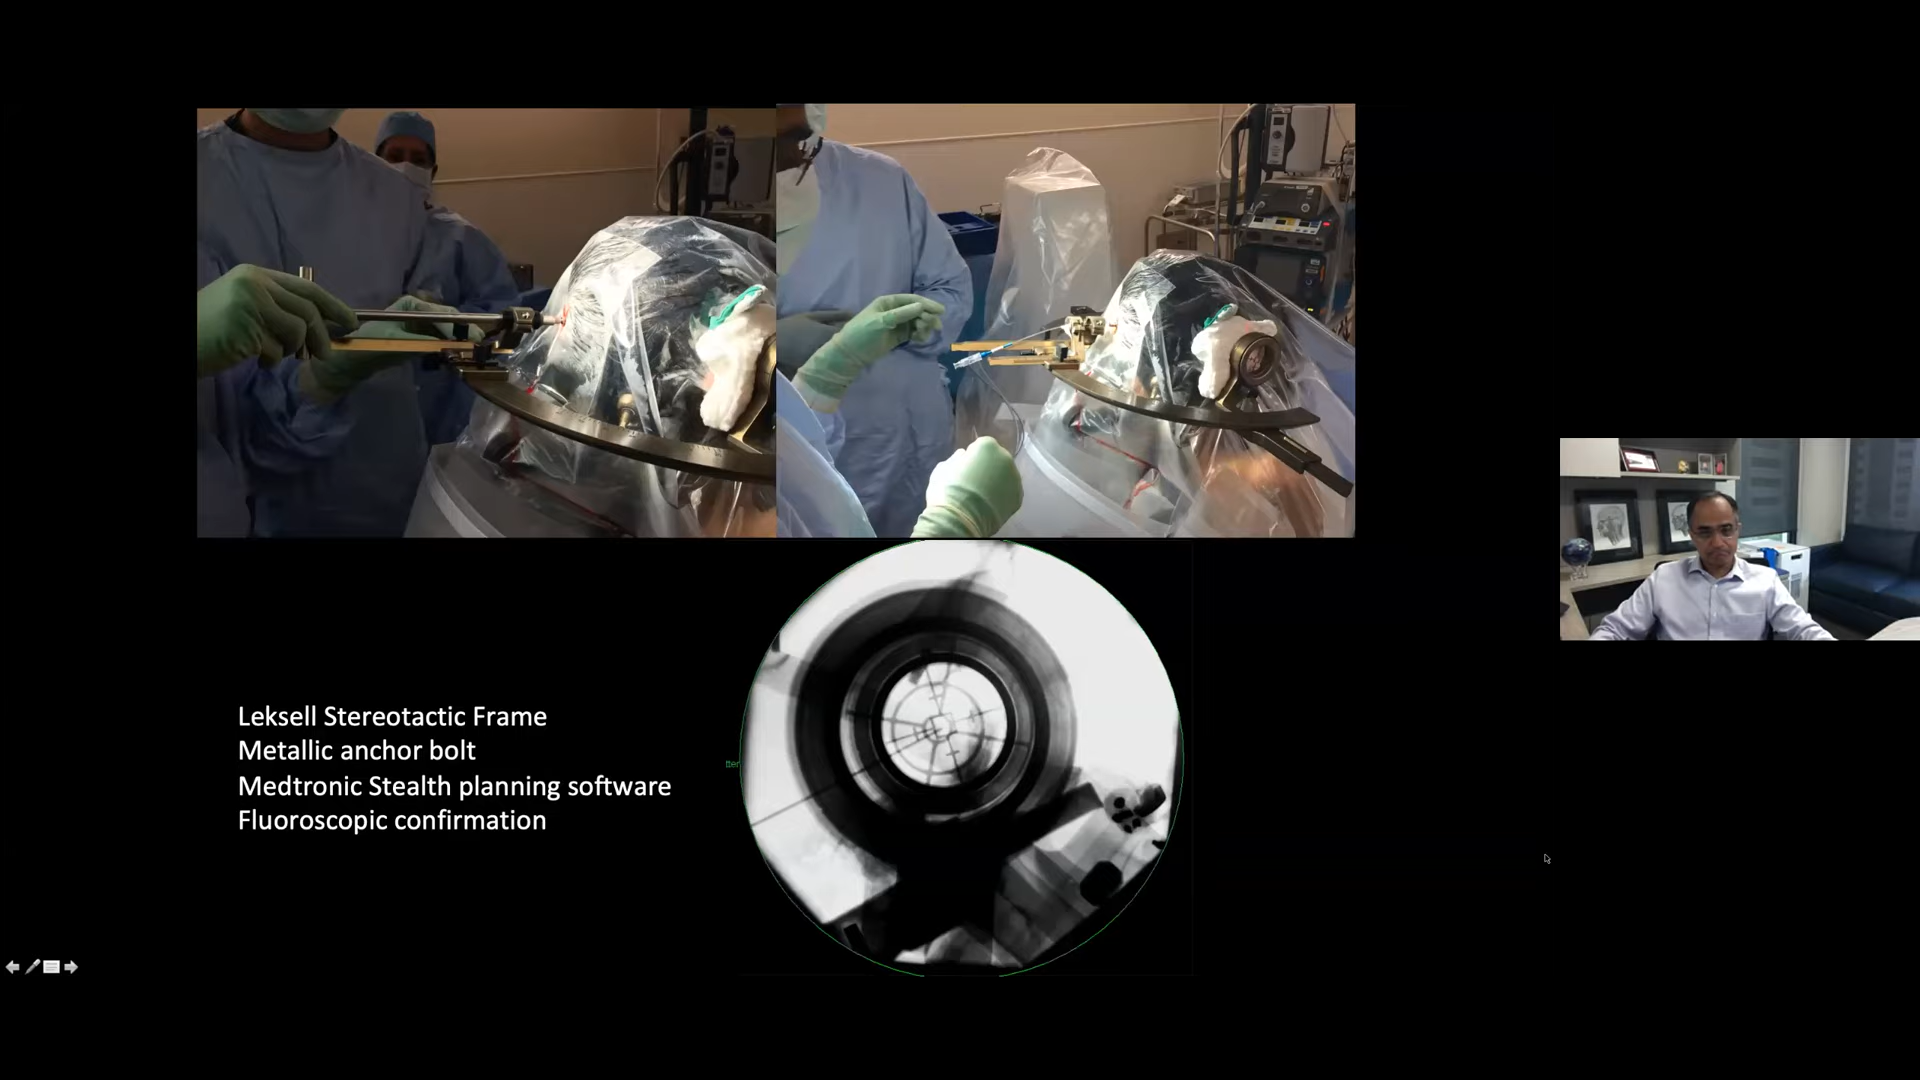 Leksell Stereotactic Frame
Metallic anchor bolt
Medtronic Stealth planning software
Fluoroscopic confirmation